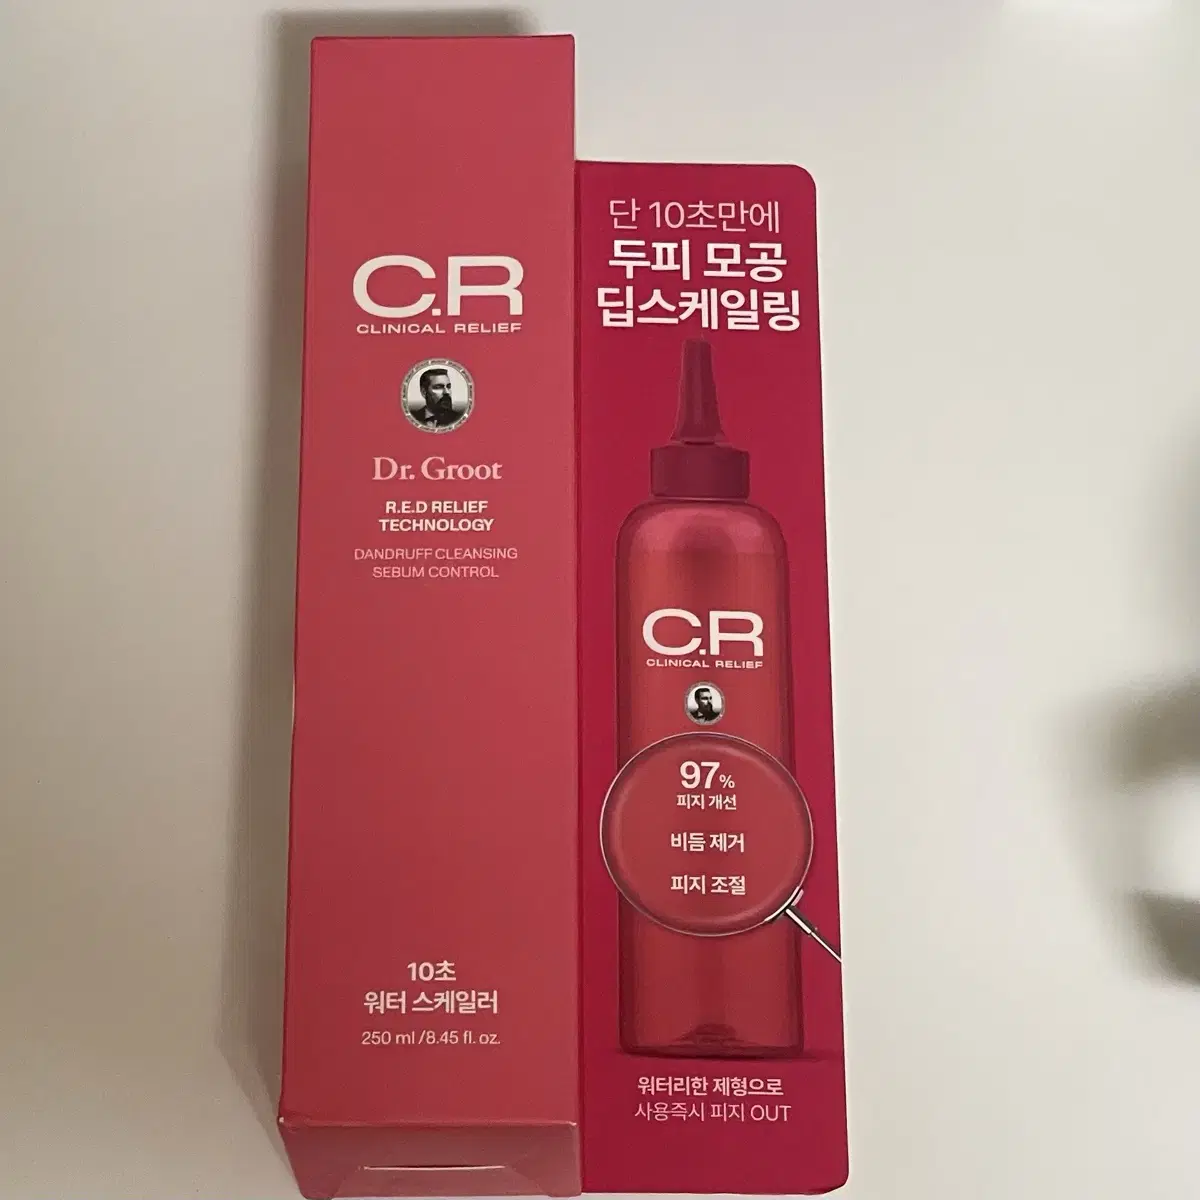 C.R
CLINICAL RELIEF
Dr. Groot
R.E.D RELIEF
TECHNOLOGY
DANDRUFF CLEANSING
SEBUM CONTROL
10초
워터 스케일러
250 ml /8.45 fl. oz.
단 10초만에
두피 모공
딥스케일링
C.R
CLINICAL RELIEF
97%
피지 개선
비듬 제거
피지 조절
워터리한 제형으로
사용즉시 피지 OUT